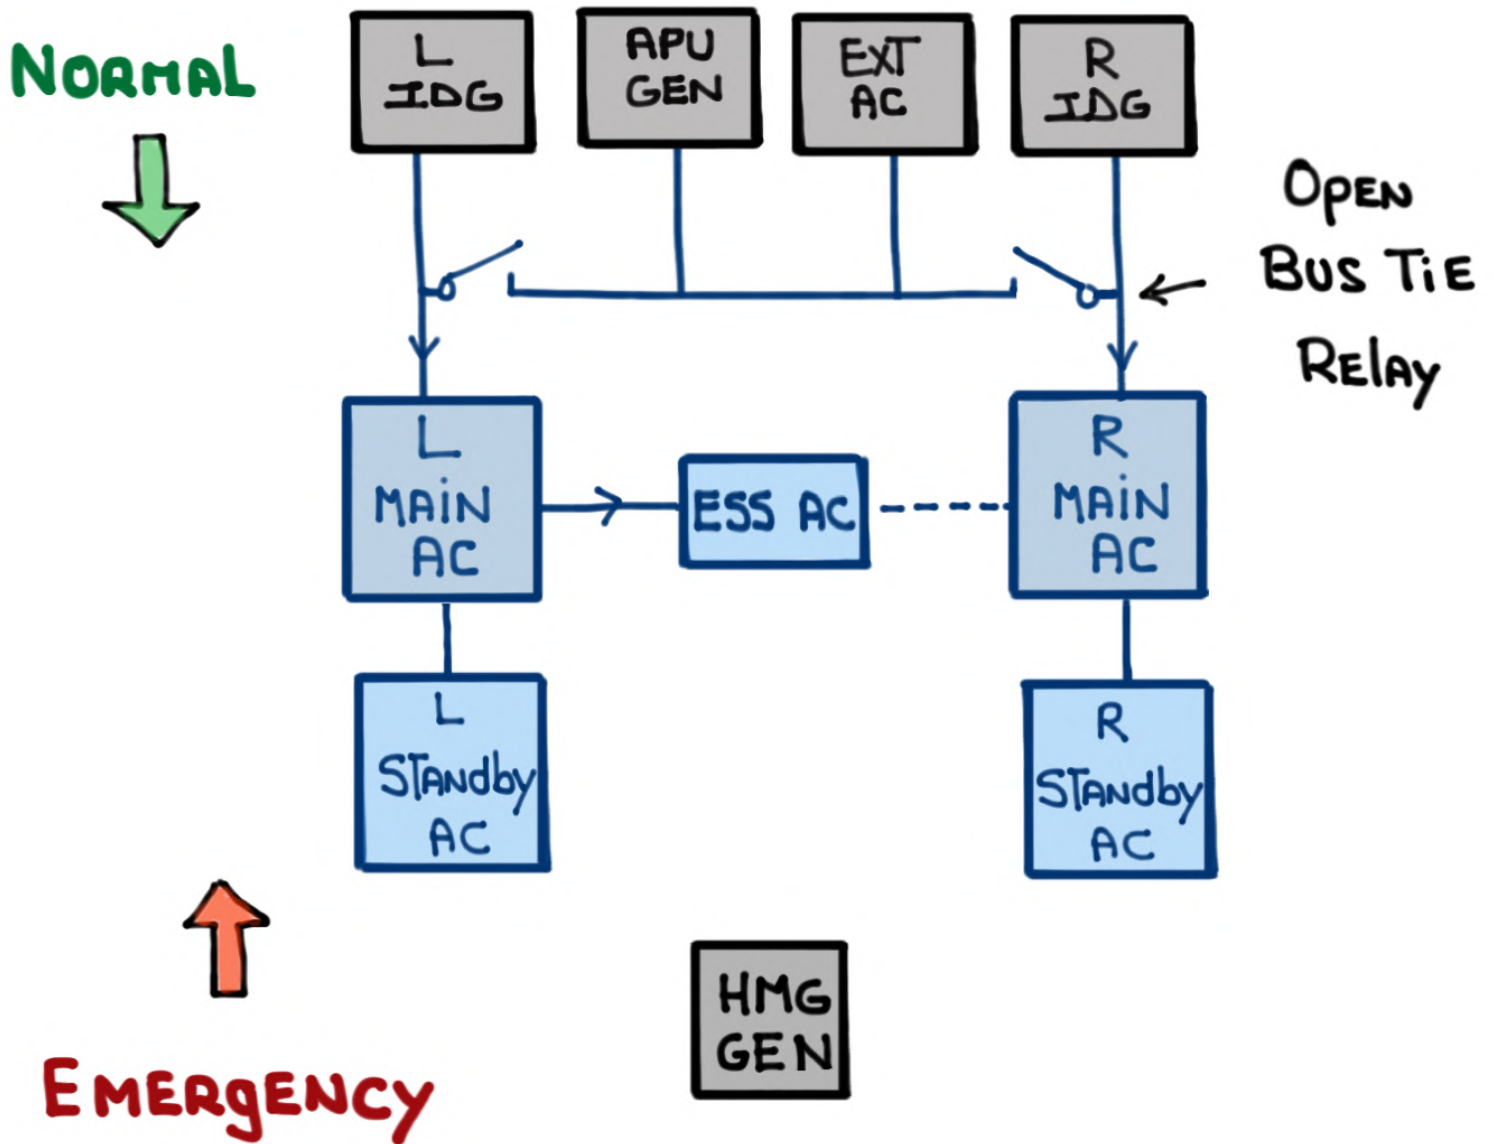 NORMAL
L
IDG
APU
GEN
EXT
AC
R
IDG
OPEN
BUS TiE
RElAY
L
MAiN
AC
ESS AC
R
MAiN
AC
L
STANdby
AC
R
STANdby
AC
HMG
GEN
EMERgENCY